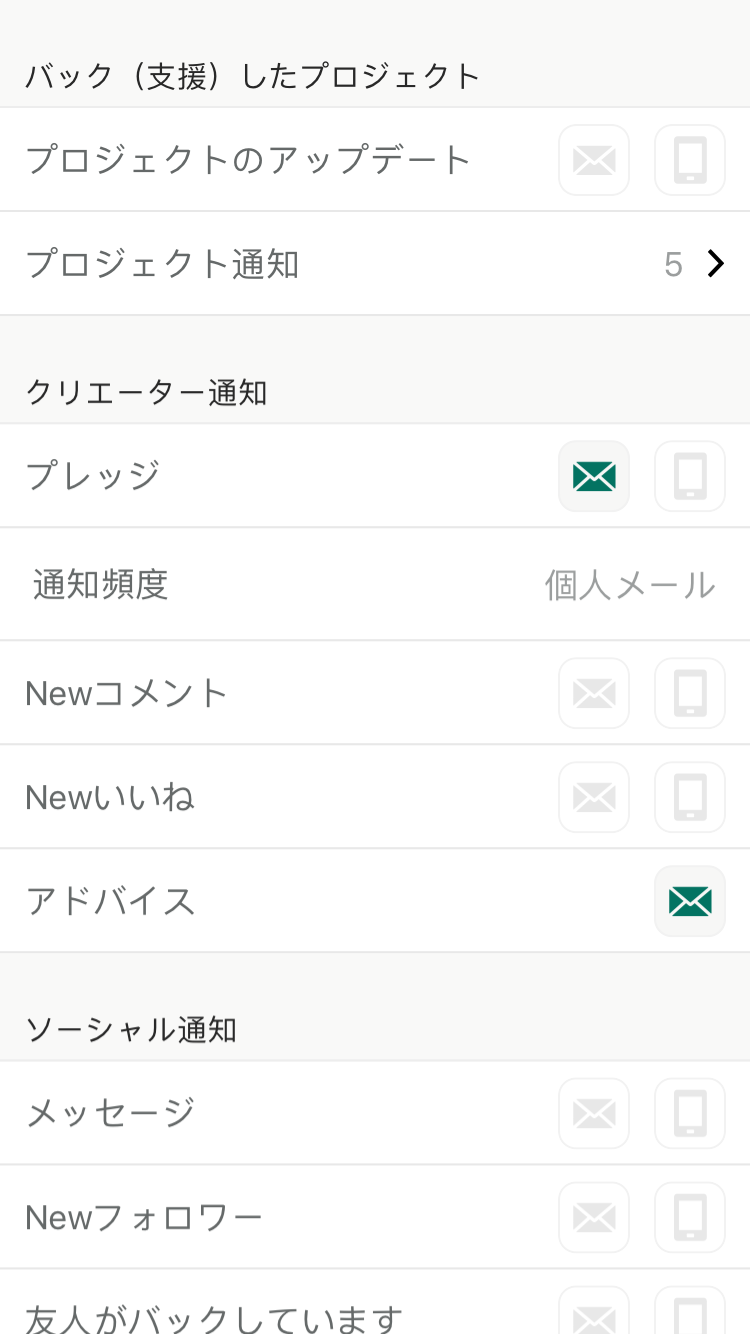 バック（支援）したプロジェクト
プロジェクトのアップデート
プロジェクト通知 5
クリエーター通知
プレッジ
通知頻度 個人メール
Newコメント
Newいいね
アドバイス
ソーシャル通知
メッセージ
Newフォロワー
友人がバックしています